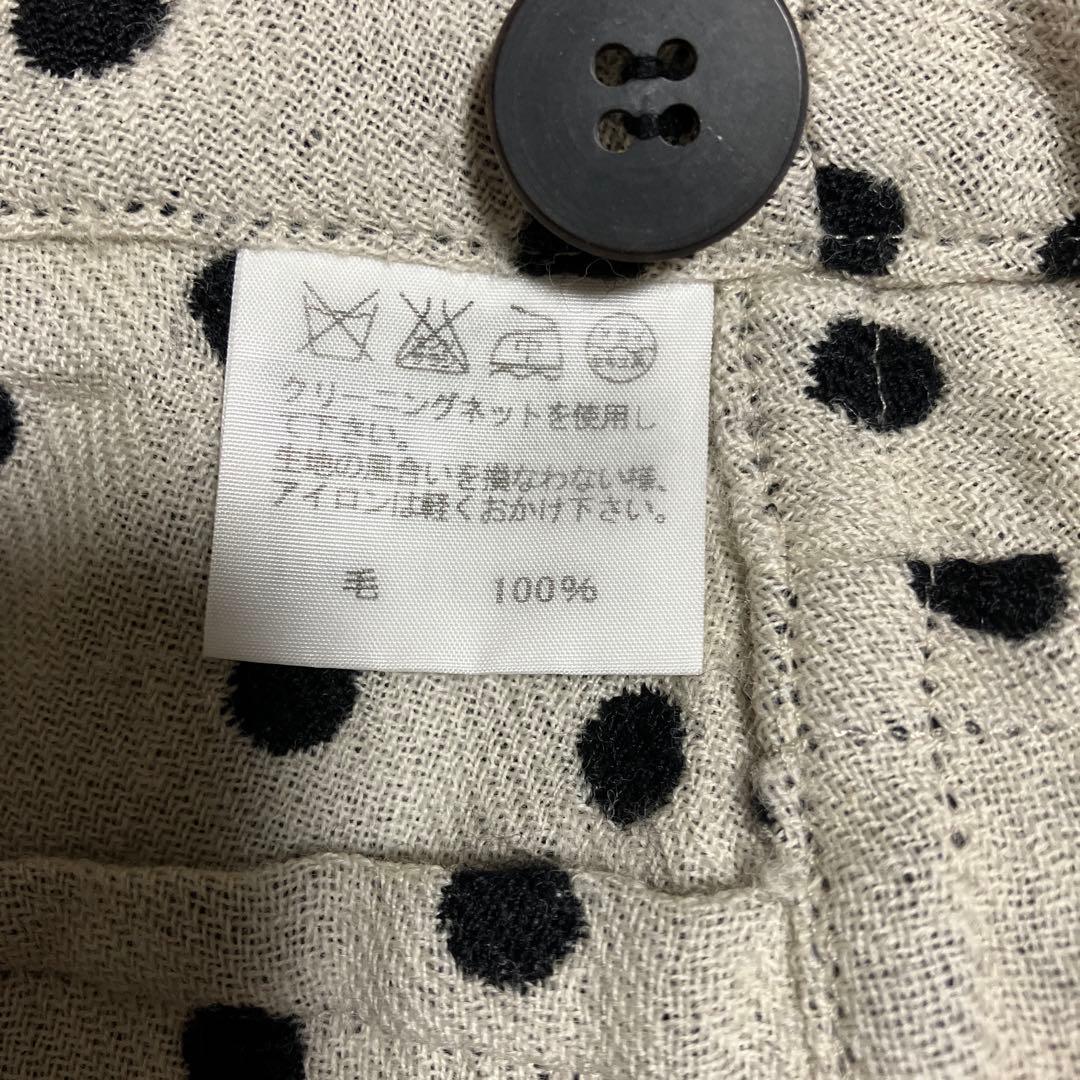 クリーニングネットを使用し
て下さい。
生地の風合いを損なわない様、
アイロンは軽くおかけ下さい。
毛 100%